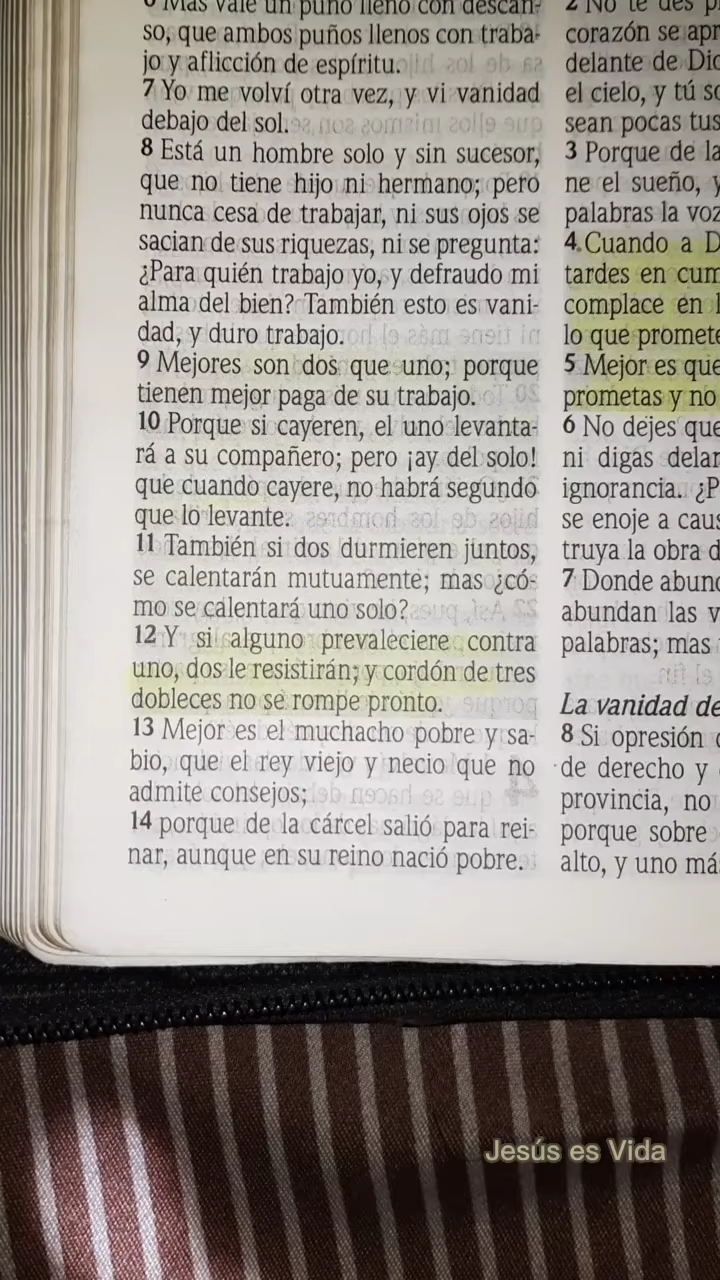 6 Mas vale un puño lleno con descan-
so, que ambos puños llenos con traba-
jo y aflicción de espíritu.
7 Yo me volví otra vez, y vi vanidad
debajo del sol.
8 Está un hombre solo y sin sucesor,
que no tiene hijo ni hermano; pero
nunca cesa de trabajar, ni sus ojos se
sacian de sus riquezas, ni se pregunta:
¿Para quién trabajo yo, y defraudo mi
alma del bien? También esto es vani-
dad, y duro trabajo.
9 Mejores son dos que uno; porque
tienen mejor paga de su trabajo.
10 Porque si cayeren, el uno levanta-
rá a su compañero; pero ¡ay del solo!
que cuando cayere, no habrá segundo
que lo levante.
11 También si dos durmieren juntos,
se calentarán mutuamente; mas ¿có-
mo se calentará uno solo?
12 Y si alguno prevaleciere contra
uno, dos le resistirán; y cordón de tres
dobleces no se rompe pronto.
13 Mejor es el muchacho pobre y sa-
bio, que el rey viejo y necio que no
admite consejos;
14 porque de la cárcel salió para rei-
nar, aunque en su reino nació pobre.
2 No te des
corazón se
delante de
el cielo, y tú
sean pocas tus
3 Porque de la
ne el sueño,
palabras la
4 Cuando a
tardes en
complace en
lo que
5 Mejor es que
prometas y no
6 No dejes que
ni digas
ignorancia.
se enoje a
truya la obra
7 Donde
abundan las
palabras; mas
La vanidad de
8 Si opresión
de derecho y
provincia, no
porque sobre
alto, y uno
Jesús es Vida